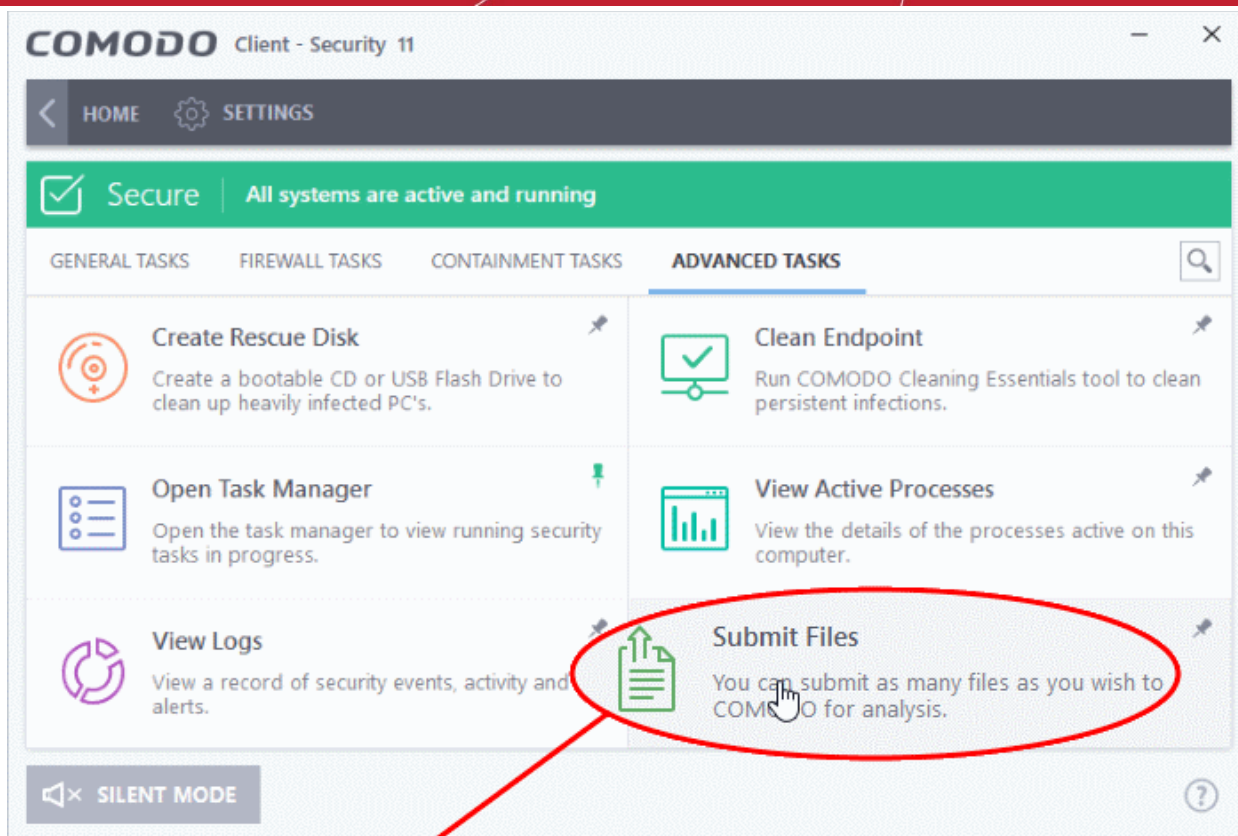 COMODO Client - Security 11
HOME SETTINGS
Secure All systems are active and running
GENERAL TASKS FIREWALL TASKS CONTAINMENT TASKS ADVANCED TASKS
Create Rescue Disk
Create a bootable CD or USB Flash Drive to
clean up heavily infected PC's.
Clean Endpoint
Run COMODO Cleaning Essentials tool to clean
persistent infections.
Open Task Manager
Open the task manager to view running security
tasks in progress.
View Active Processes
View the details of the processes active on this
computer.
View Logs
View a record of security events, activity and
alerts.
Submit Files
You can submit as many files as you wish to
COMODO for analysis.
SILENT MODE
?